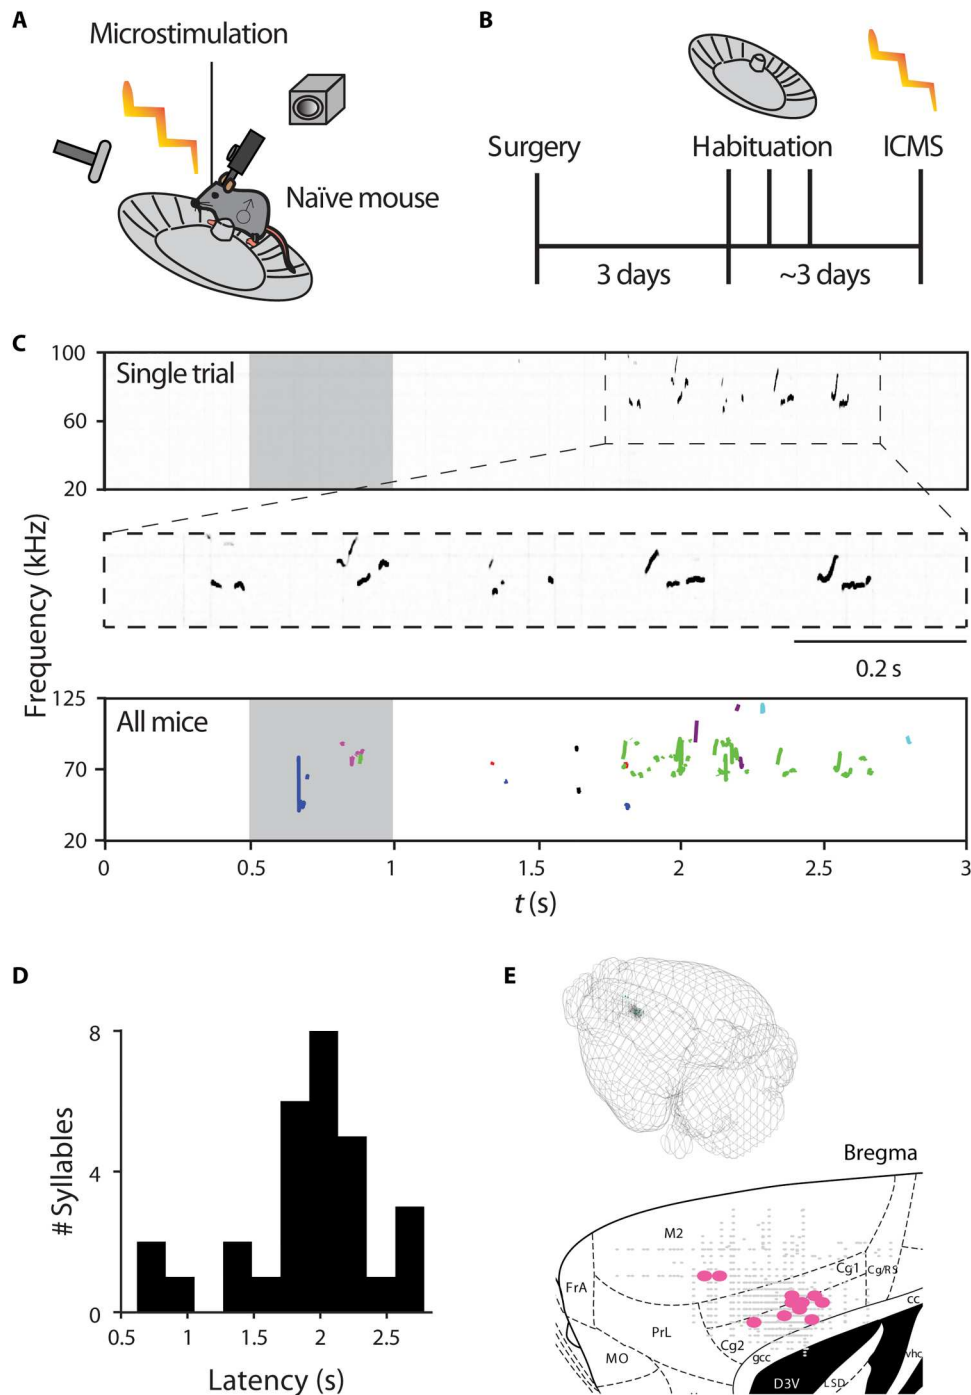 A
Microstimulation
Naïve mouse
♂
B
Surgery
Habituation
ICMS
3 days
~3 days
C
Frequency (kHz)
100
60
20
Single trial
0.2 s
125
70
20
All mice
0
0.5
1
1.5
2
2.5
3
t (s)
D
# Syllables
8
4
0
0.5
1
1.5
2
2.5
Latency (s)
E
Bregma
M2
Cg1
Cg/RS
FrA
cc
PrL
Cg2
gcc
vhc
MO
D3V
LSD